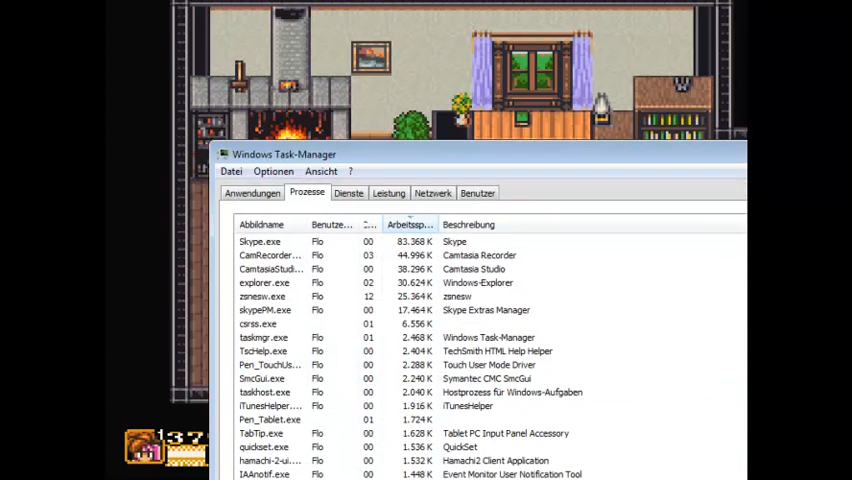 Windows Task-Manager
Datei Optionen Ansicht ?
Anwendungen Prozesse Dienste Leistung Netzwerk Benutzer
Abbildname Benutze... ... Arbeitssp... Beschreibung
Skype.exe Flo 00 83.368 K Skype
CamRecorder... Flo 03 44.996 K Camtasia Recorder
CamtasiaStudi... Flo 00 38.296 K Camtasia Studio
explorer.exe Flo 02 30.624 K Windows-Explorer
zsnesw.exe Flo 12 25.364 K zsnesw
skypePM.exe Flo 00 17.464 K Skype Extras Manager
csrss.exe 01 6.556 K
taskmgr.exe Flo 01 2.468 K Windows Task-Manager
TscHelp.exe Flo 00 2.404 K TechSmith HTML Help Helper
Pen_TouchUs... Flo 00 2.288 K Touch User Mode Driver
SmcGui.exe Flo 00 2.240 K Symantec CMC SmcGui
taskhost.exe Flo 00 2.040 K Hostprozess für Windows-Aufgaben
iTunesHelper.... Flo 00 1.916 K iTunesHelper
Pen_Tablet.exe 01 1.724 K
TabTip.exe Flo 00 1.628 K Tablet PC Input Panel Accessory
quickset.exe Flo 00 1.536 K QuickSet
hamachi-2-ui.... Flo 00 1.532 K Hamachi2 Client Application
IAAnotif.exe Flo 00 1.448 K Event Monitor User Notification Tool